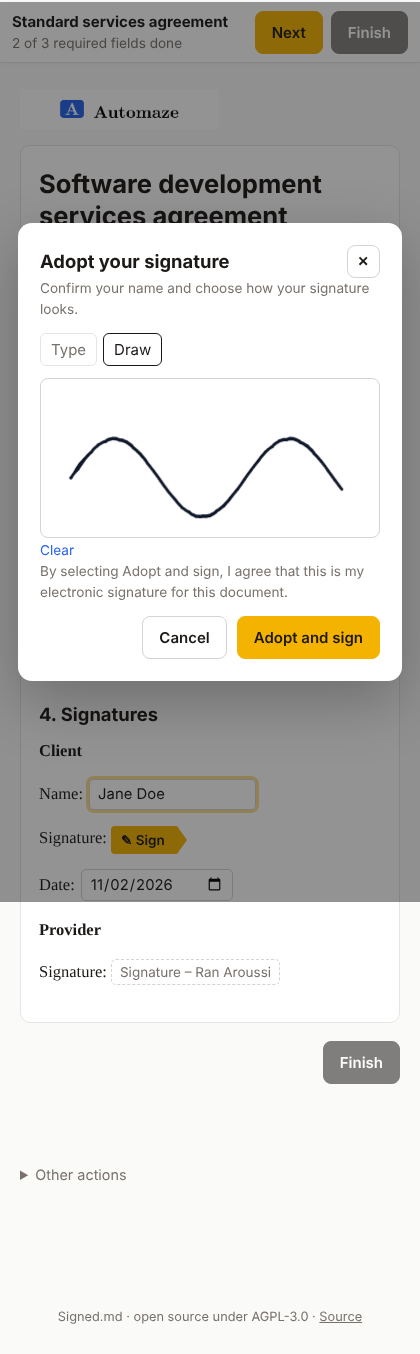 Standard services agreement
2 of 3 required fields done
Next
Finish
A Automaze
Software development
services agreement
Adopt your signature
×
Confirm your name and choose how your signature
looks.
Type
Draw
Clear
By selecting Adopt and sign, I agree that this is my
electronic signature for this document.
Cancel
Adopt and sign
4. Signatures
Client
Name: Jane Doe
Signature: ✎ Sign
Date: 11/02/2026
Provider
Signature: Signature – Ran Aroussi
Finish
▶ Other actions
Signed.md · open source under AGPL-3.0 · Source